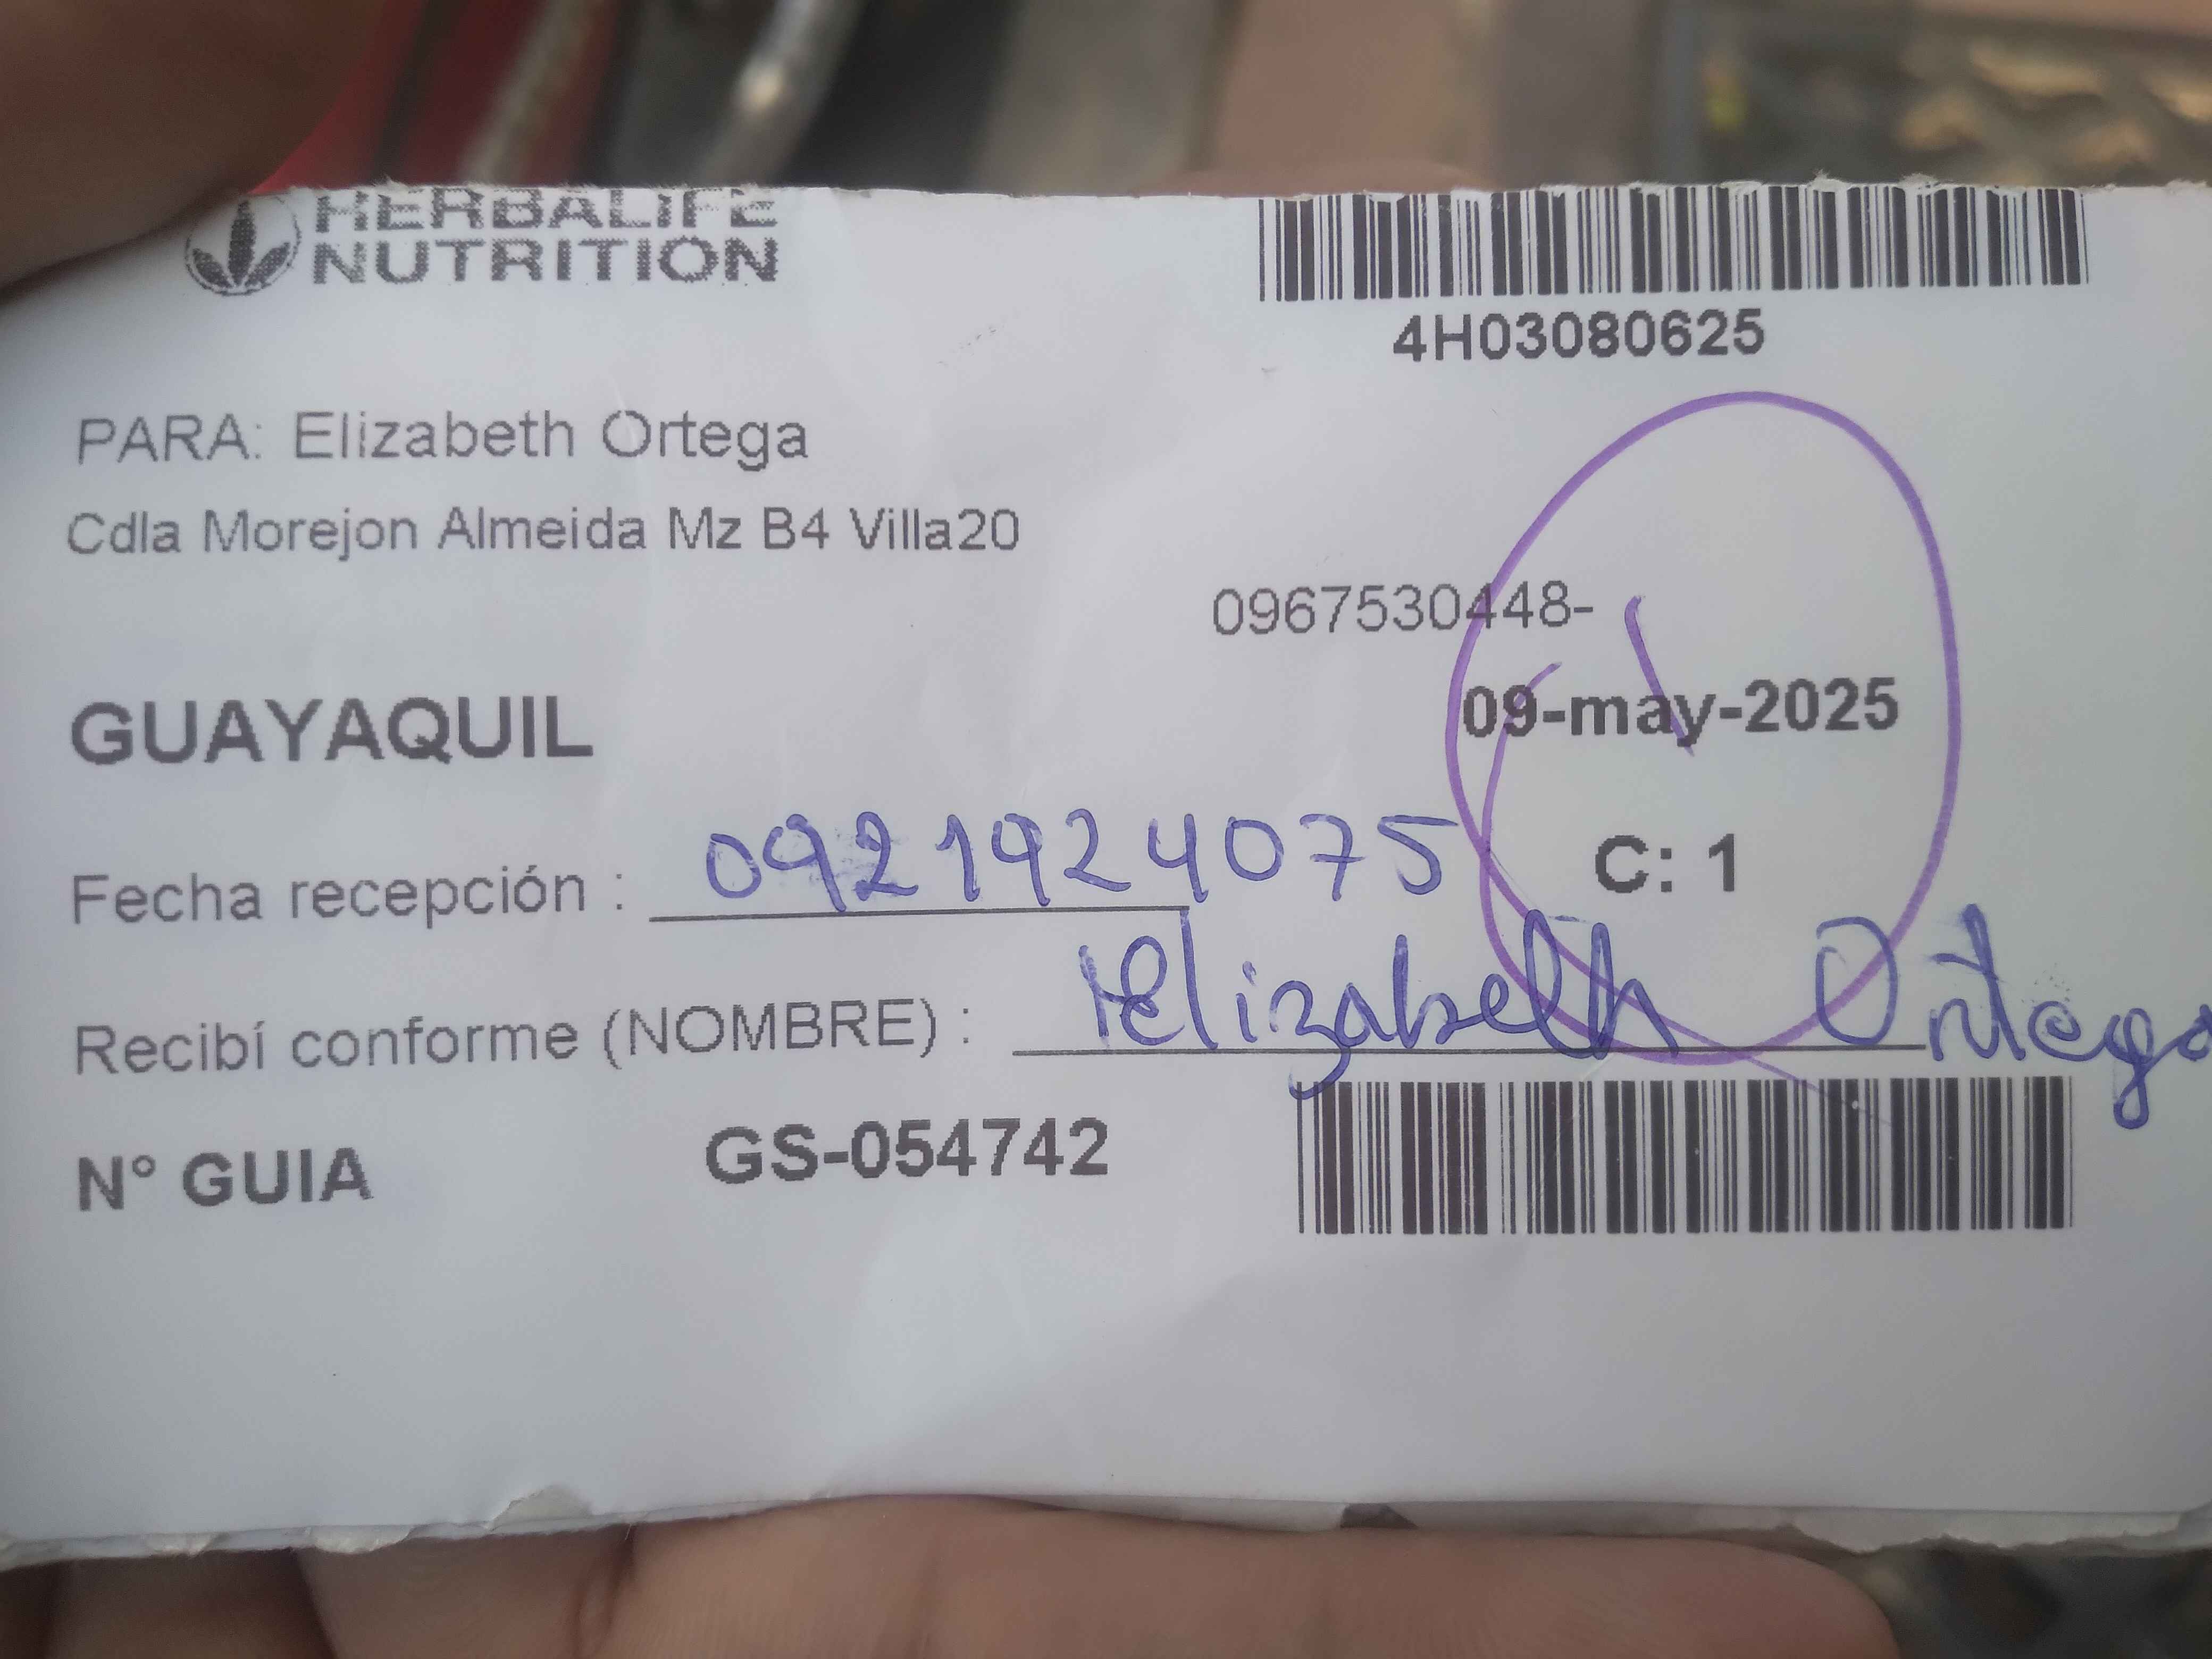 HERBALIFE
NUTRITION
4H03080625
PARA: Elizabeth Ortega
Cdla Morejon Almeida Mz B4 Villa20
0967530448-
GUAYAQUIL
09-may-2025
C: 1
Fecha recepción : 0921924075
Recibí conforme (NOMBRE) : Elizabeth Ortega
N° GUIA GS-054742